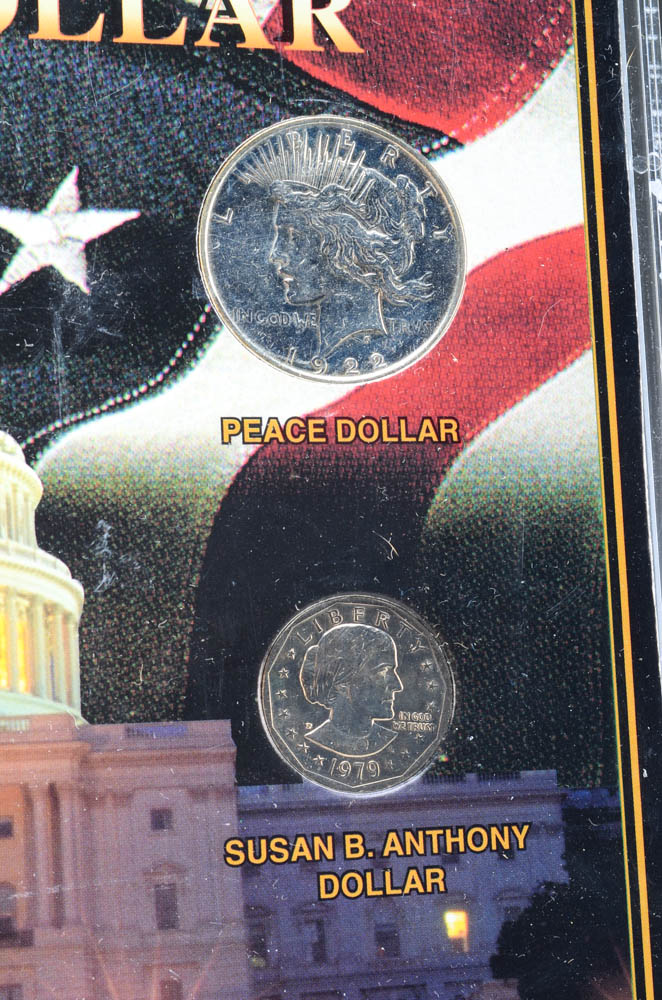 DOLLAR
LIBERTY
IN GOD WE TRUST
1922
PEACE DOLLAR
LIBERTY
IN GOD
WE TRUST
1979
SUSAN B. ANTHONY
DOLLAR